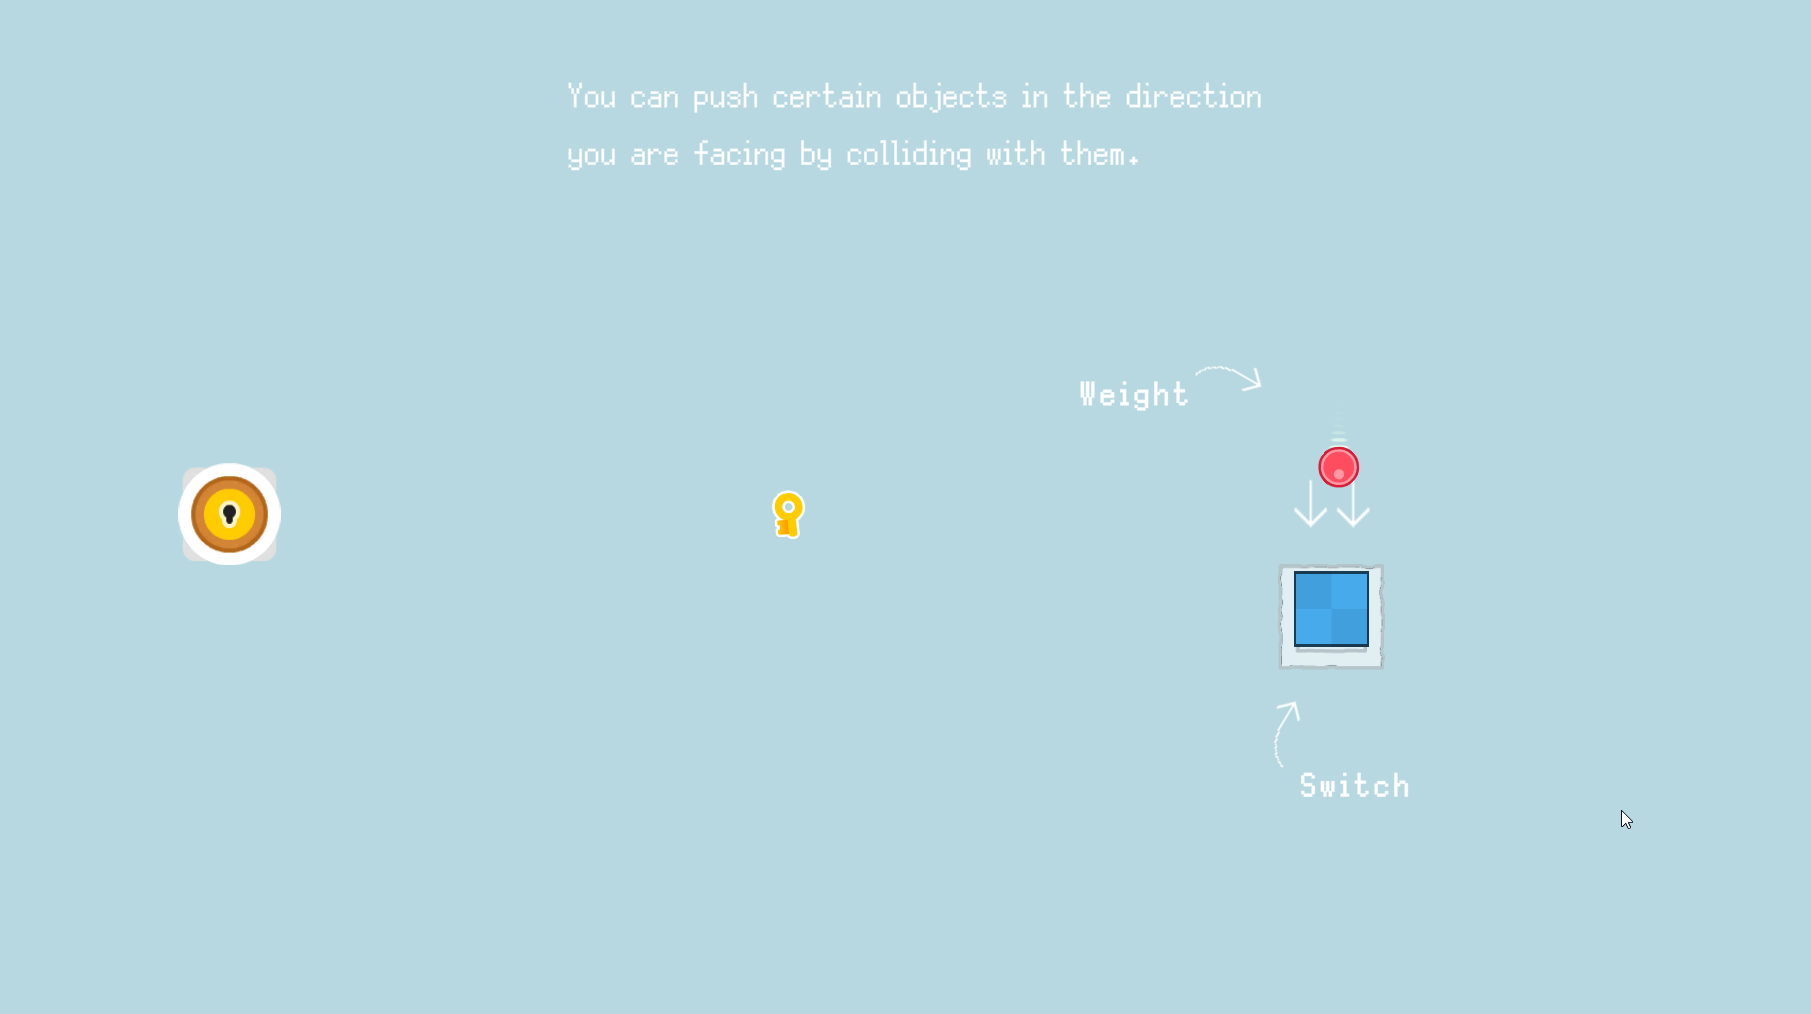 You can push certain objects in the direction
you are facing by colliding with them.
Weight
Switch